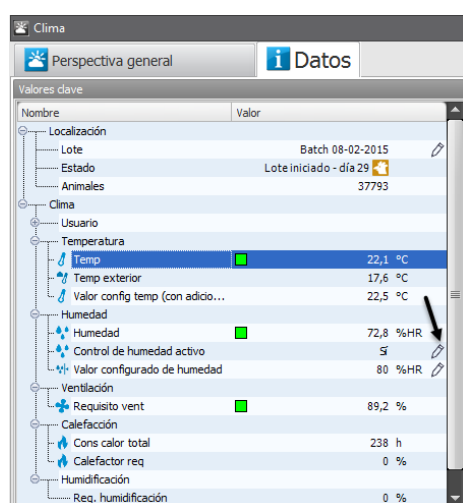 Clima
Perspectiva general
Datos
Valores clave
Nombre Valor
Localización
Lote Batch 08-02-2015
Estado Lote iniciado - día 29
Animales 37793
Clima
Usuario
Temperatura
Temp 22,1 °C
Temp exterior 17,6 °C
Valor config temp (con adicio... 22,5 °C
Humedad
Humedad 72,8 %HR
Control de humedad activo Sí
Valor configurado de humedad 80 %HR
Ventilación
Requisito vent 89,2 %
Calefacción
Cons calor total 238 h
Calefactor req 0 %
Humidificación
Req. humidificación 0 %